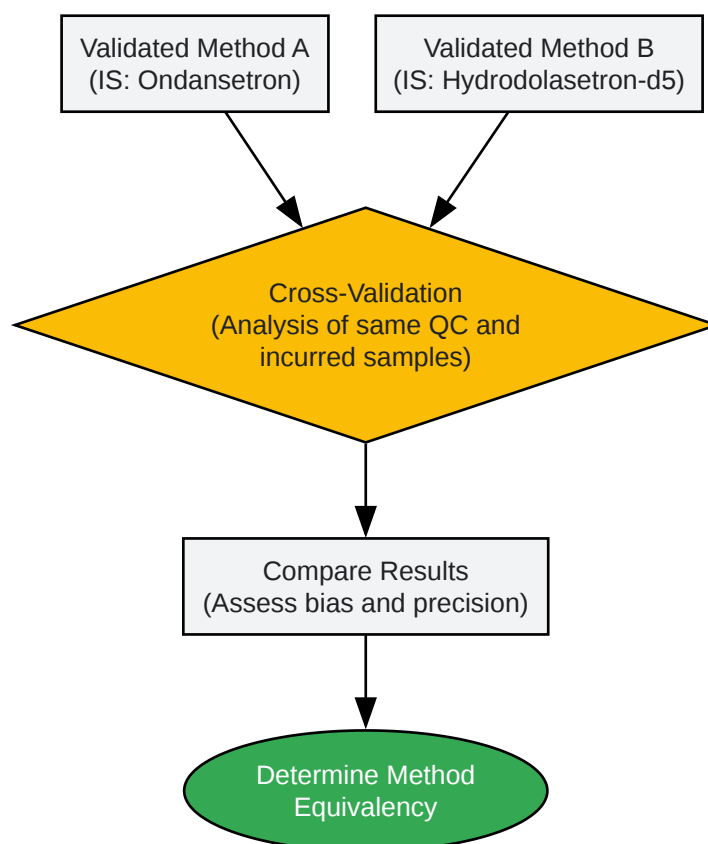 Validated Method A
(IS: Ondansetron)
Validated Method B
(IS: Hydrodolasetron-d5)
Cross-Validation
(Analysis of same QC and
incurred samples)
Compare Results
(Assess bias and precision)
Determine Method
Equivalency